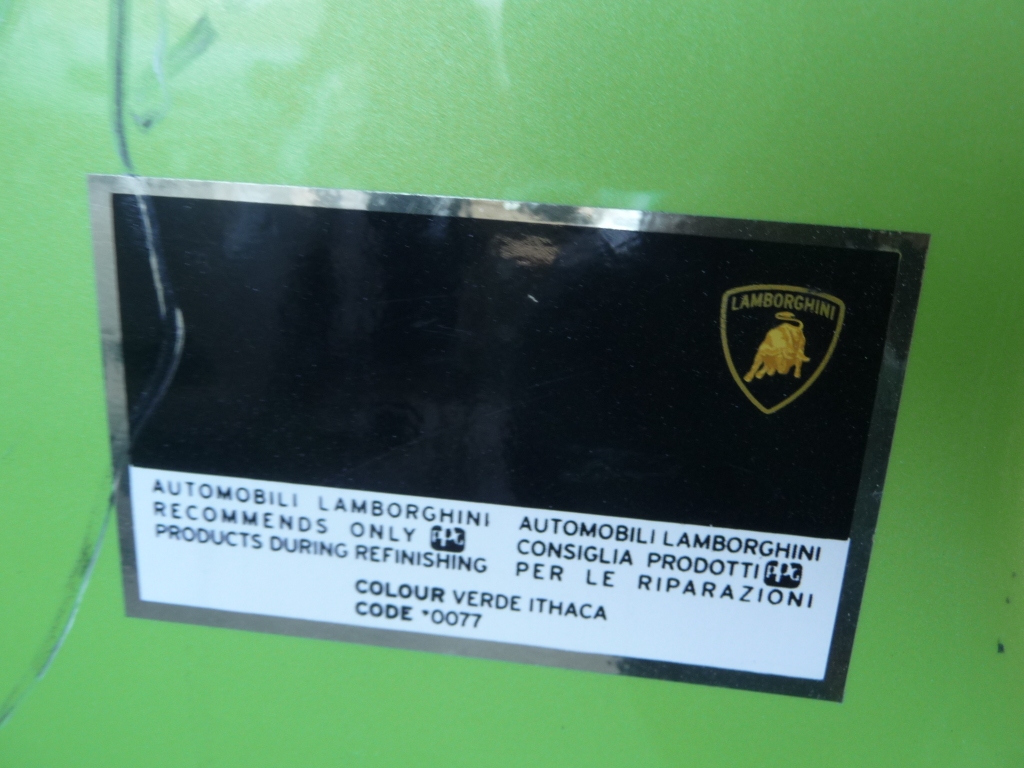 LAMBORGHINI
AUTOMOBILI LAMBORGHINI
RECOMMENDS ONLY PPG
PRODUCTS DURING REFINISHING
AUTOMOBILI LAMBORGHINI
CONSIGLIA PRODOTTI PPG
PER LE RIPARAZIONI
COLOUR VERDE ITHACA
CODE *0077